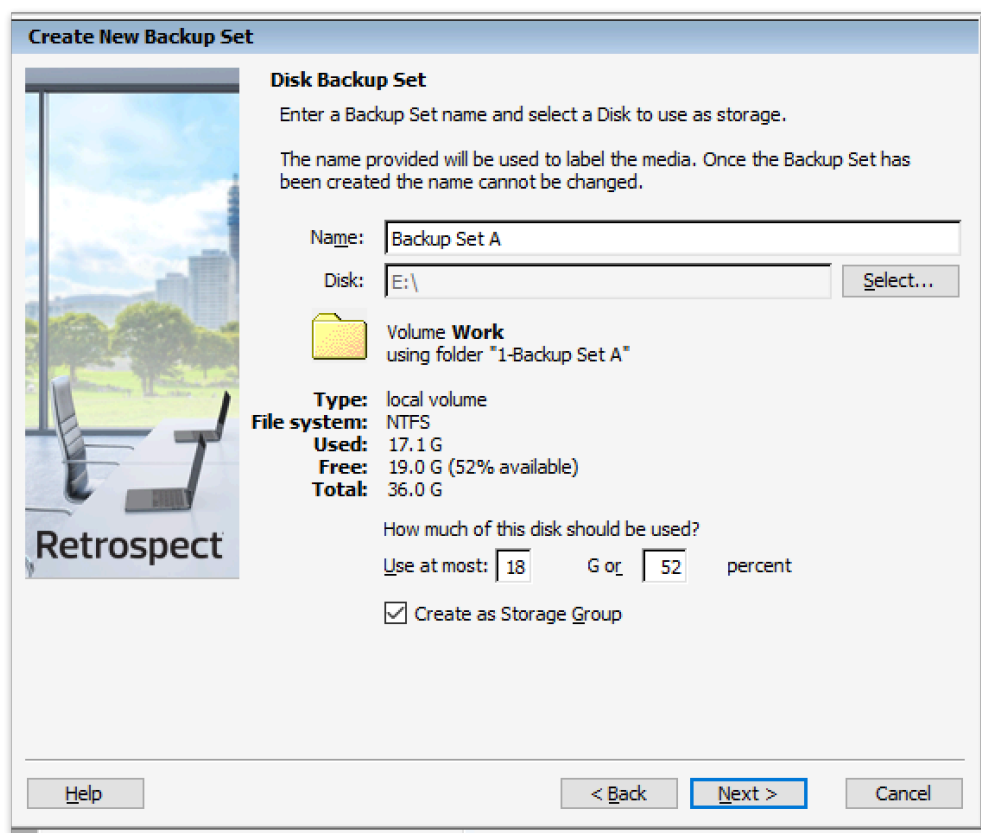 Create New Backup Set
Disk Backup Set
Enter a Backup Set name and select a Disk to use as storage.
The name provided will be used to label the media. Once the Backup Set has
been created the name cannot be changed.
Name: Backup Set A
Disk: E:\ Select...
Volume Work
using folder "1-Backup Set A"
Type: local volume
File system: NTFS
Used: 17.1 G
Free: 19.0 G (52% available)
Total: 36.0 G
How much of this disk should be used?
Use at most: 18 G or 52 percent
Create as Storage Group
Retrospect
Help < Back Next > Cancel